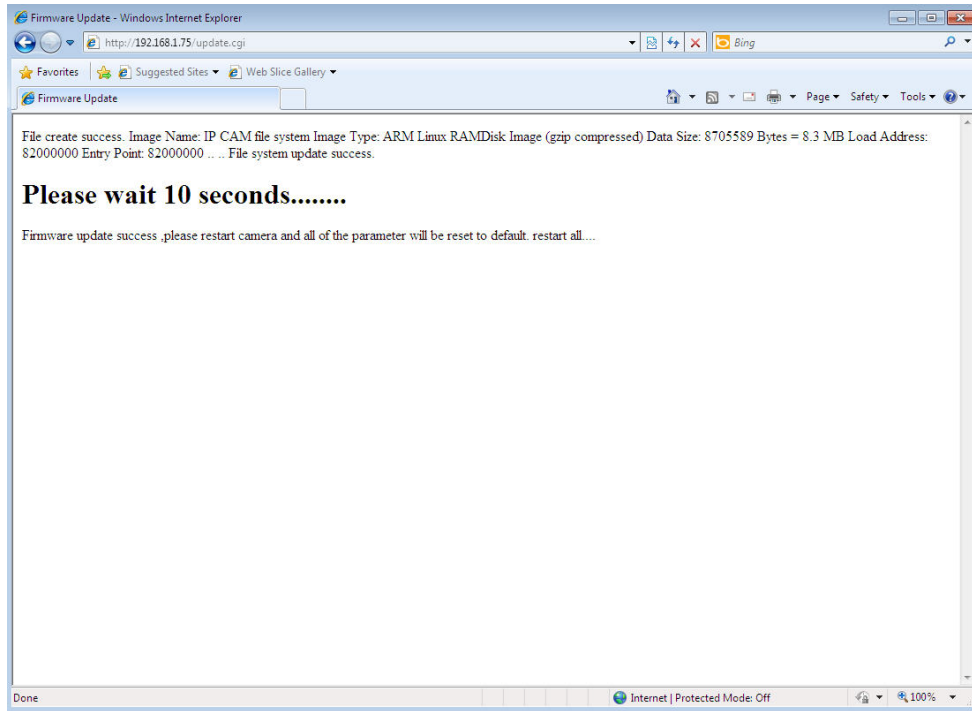 Firmware Update - Windows Internet Explorer
http://192.168.1.75/update.cgi
Bing
Favorites
Suggested Sites
Web Slice Gallery
Firmware Update
Page
Safety
Tools
File create success. Image Name: IP CAM file system Image Type: ARM Linux RAMDisk Image (gzip compressed) Data Size: 8705589 Bytes = 8.3 MB Load Address:
82000000 Entry Point: 82000000 .. .. File system update success.
Please wait 10 seconds........
Firmware update success ,please restart camera and all of the parameter will be reset to default. restart all....
Done
Internet | Protected Mode: Off
100%